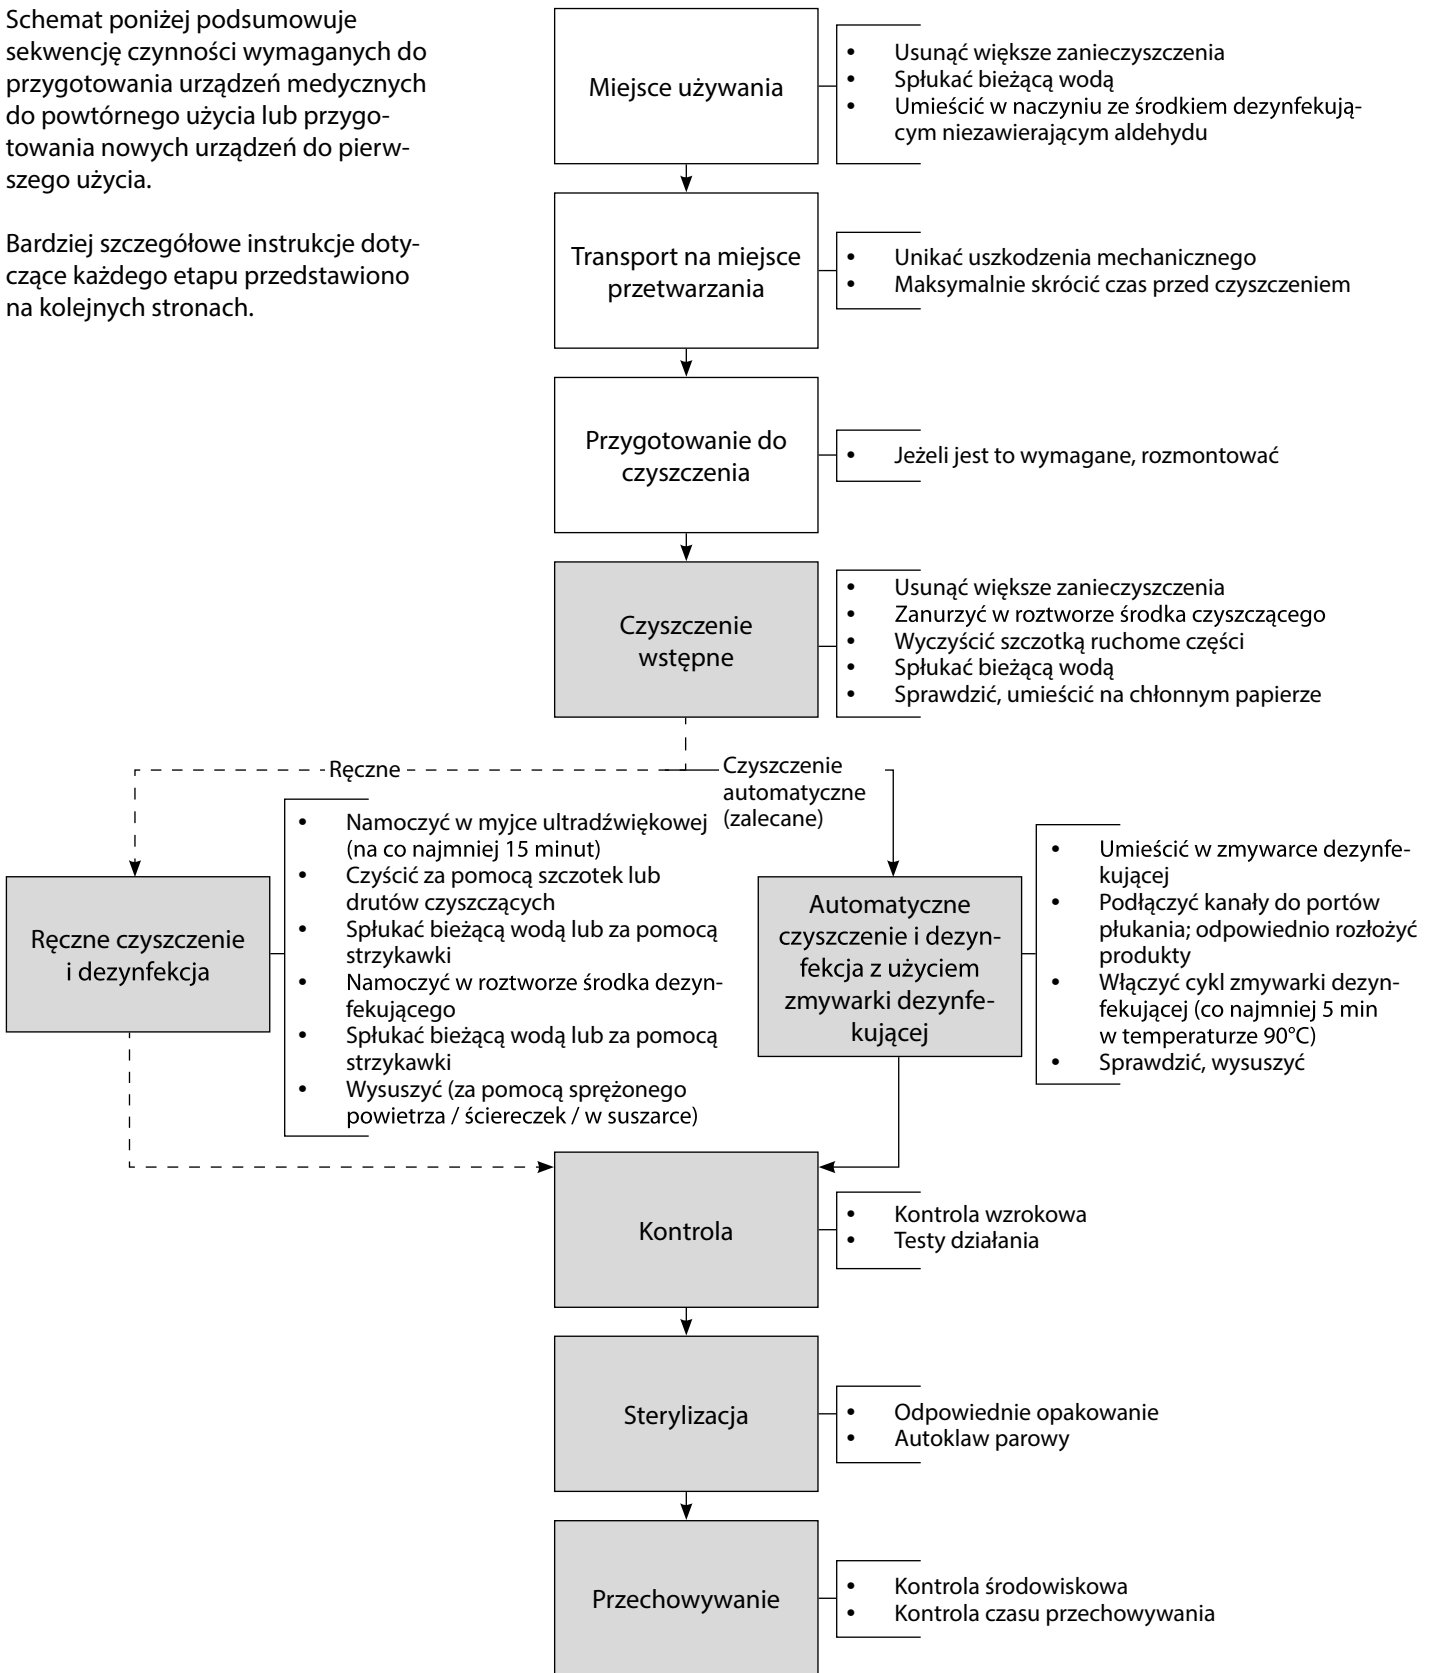 Schemat poniżej podsumowuje
sekwencję czynności wymaganych do
przygotowania urządzeń medycznych
do powtórnego użycia lub przygo-
towania nowych urządzeń do pierw-
szego użycia.
Bardziej szczegółowe instrukcje doty-
czące każdego etapu przedstawiono
na kolejnych stronach.
Miejsce używania
• Usunąć większe zanieczyszczenia
• Spłukać bieżącą wodą
• Umieścić w naczyniu ze środkiem dezynfekują-
cym niezawierającym aldehydu
Transport na miejsce
przetwarzania
• Unikać uszkodzenia mechanicznego
• Maksymalnie skrócić czas przed czyszczeniem
Przygotowanie do
czyszczenia
• Jeżeli jest to wymagane, rozmontować
Czyszczenie
wstępne
• Usunąć większe zanieczyszczenia
• Zanurzyć w roztworze środka czyszczącego
• Wyczyścić szczotką ruchome części
• Spłukać bieżącą wodą
• Sprawdzić, umieścić na chłonnym papierze
Ręczne
Czyszczenie
automatyczne
(zalecane)
Ręczne czyszczenie
i dezynfekcja
• Namoczyć w myjce ultradźwiękowej
(na co najmniej 15 minut)
• Czyścić za pomocą szczotek lub
drutów czyszczących
• Spłukać bieżącą wodą lub za pomocą
strzykawki
• Namoczyć w roztworze środka dezyn-
fekującego
• Spłukać bieżącą wodą lub za pomocą
strzykawki
• Wysuszyć (za pomocą sprężonego
powietrza / ściereczek / w suszarce)
Automatyczne
czyszczenie i dezyn-
fekcja z użyciem
zmywarki dezynfe-
kującej
• Umieścić w zmywarce dezynfe-
kującej
• Podłączyć kanały do portów
płukania; odpowiednio rozłożyć
produkty
• Włączyć cykl zmywarki dezyn-
fekującej (co najmniej 5 min
w temperaturze 90°C)
• Sprawdzić, wysuszyć
Kontrola
• Kontrola wzrokowa
• Testy działania
Sterylizacja
• Odpowiednie opakowanie
• Autoklaw parowy
Przechowywanie
• Kontrola środowiskowa
• Kontrola czasu przechowywania